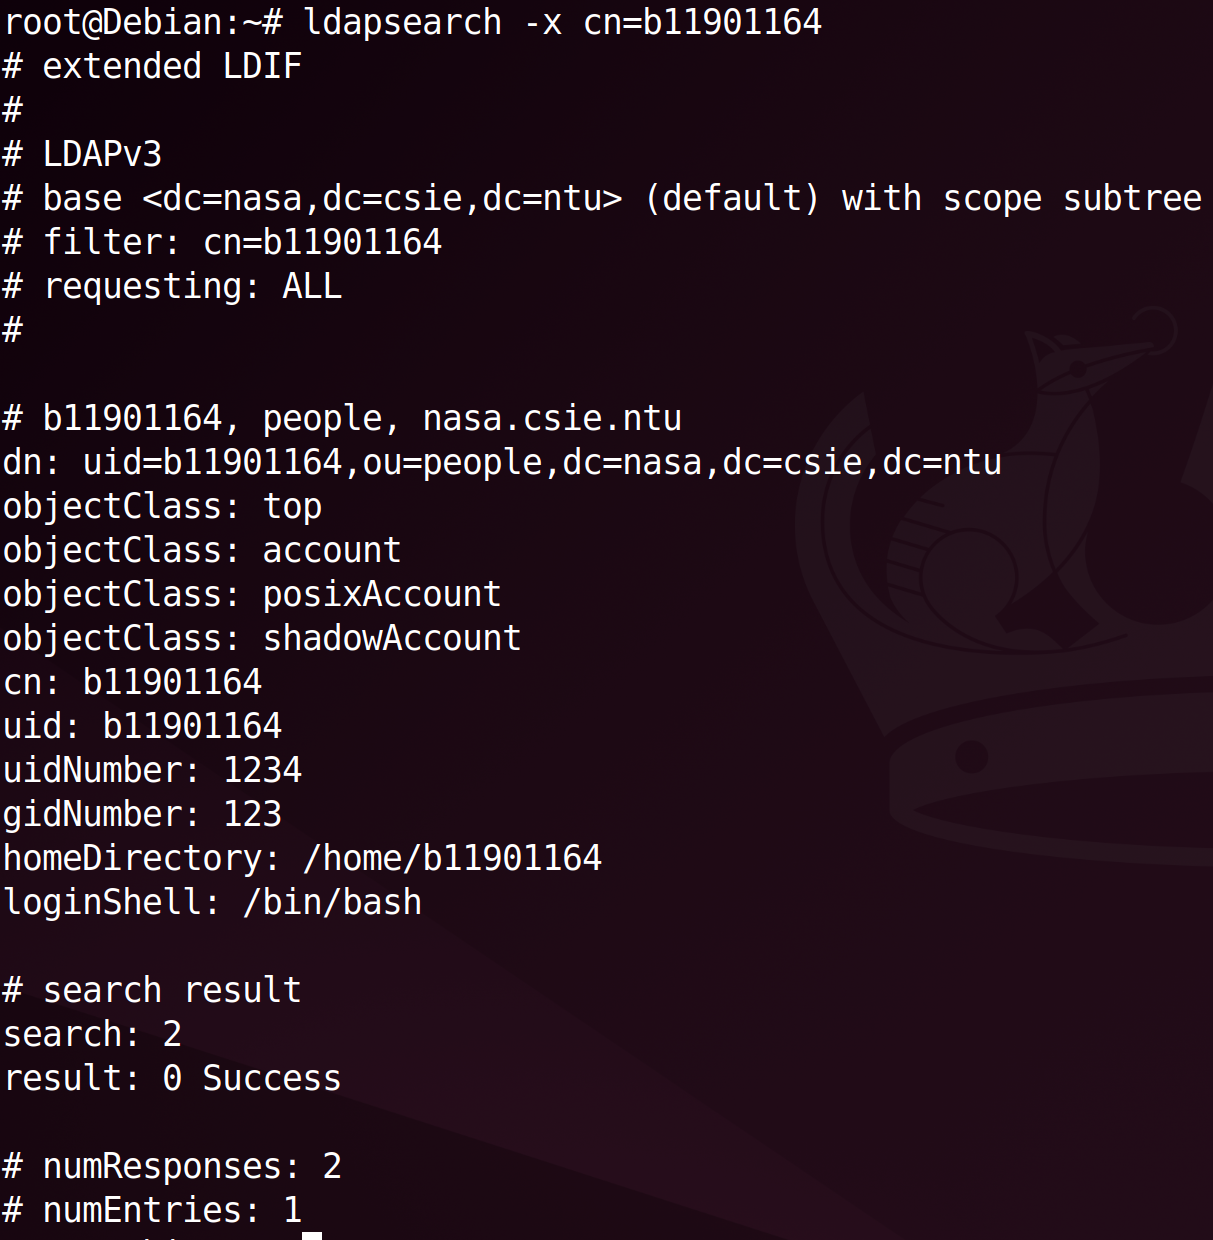 root@Debian:~# ldapsearch -x cn=b11901164
# extended LDIF
#
# LDAPv3
# base <dc=nasa,dc=csie,dc=ntu> (default) with scope subtree
# filter: cn=b11901164
# requesting: ALL
#
# b11901164, people, nasa.csie.ntu
dn: uid=b11901164,ou=people,dc=nasa,dc=csie,dc=ntu
objectClass: top
objectClass: account
objectClass: posixAccount
objectClass: shadowAccount
cn: b11901164
uid: b11901164
uidNumber: 1234
gidNumber: 123
homeDirectory: /home/b11901164
loginShell: /bin/bash
# search result
search: 2
result: 0 Success
# numResponses: 2
# numEntries: 1